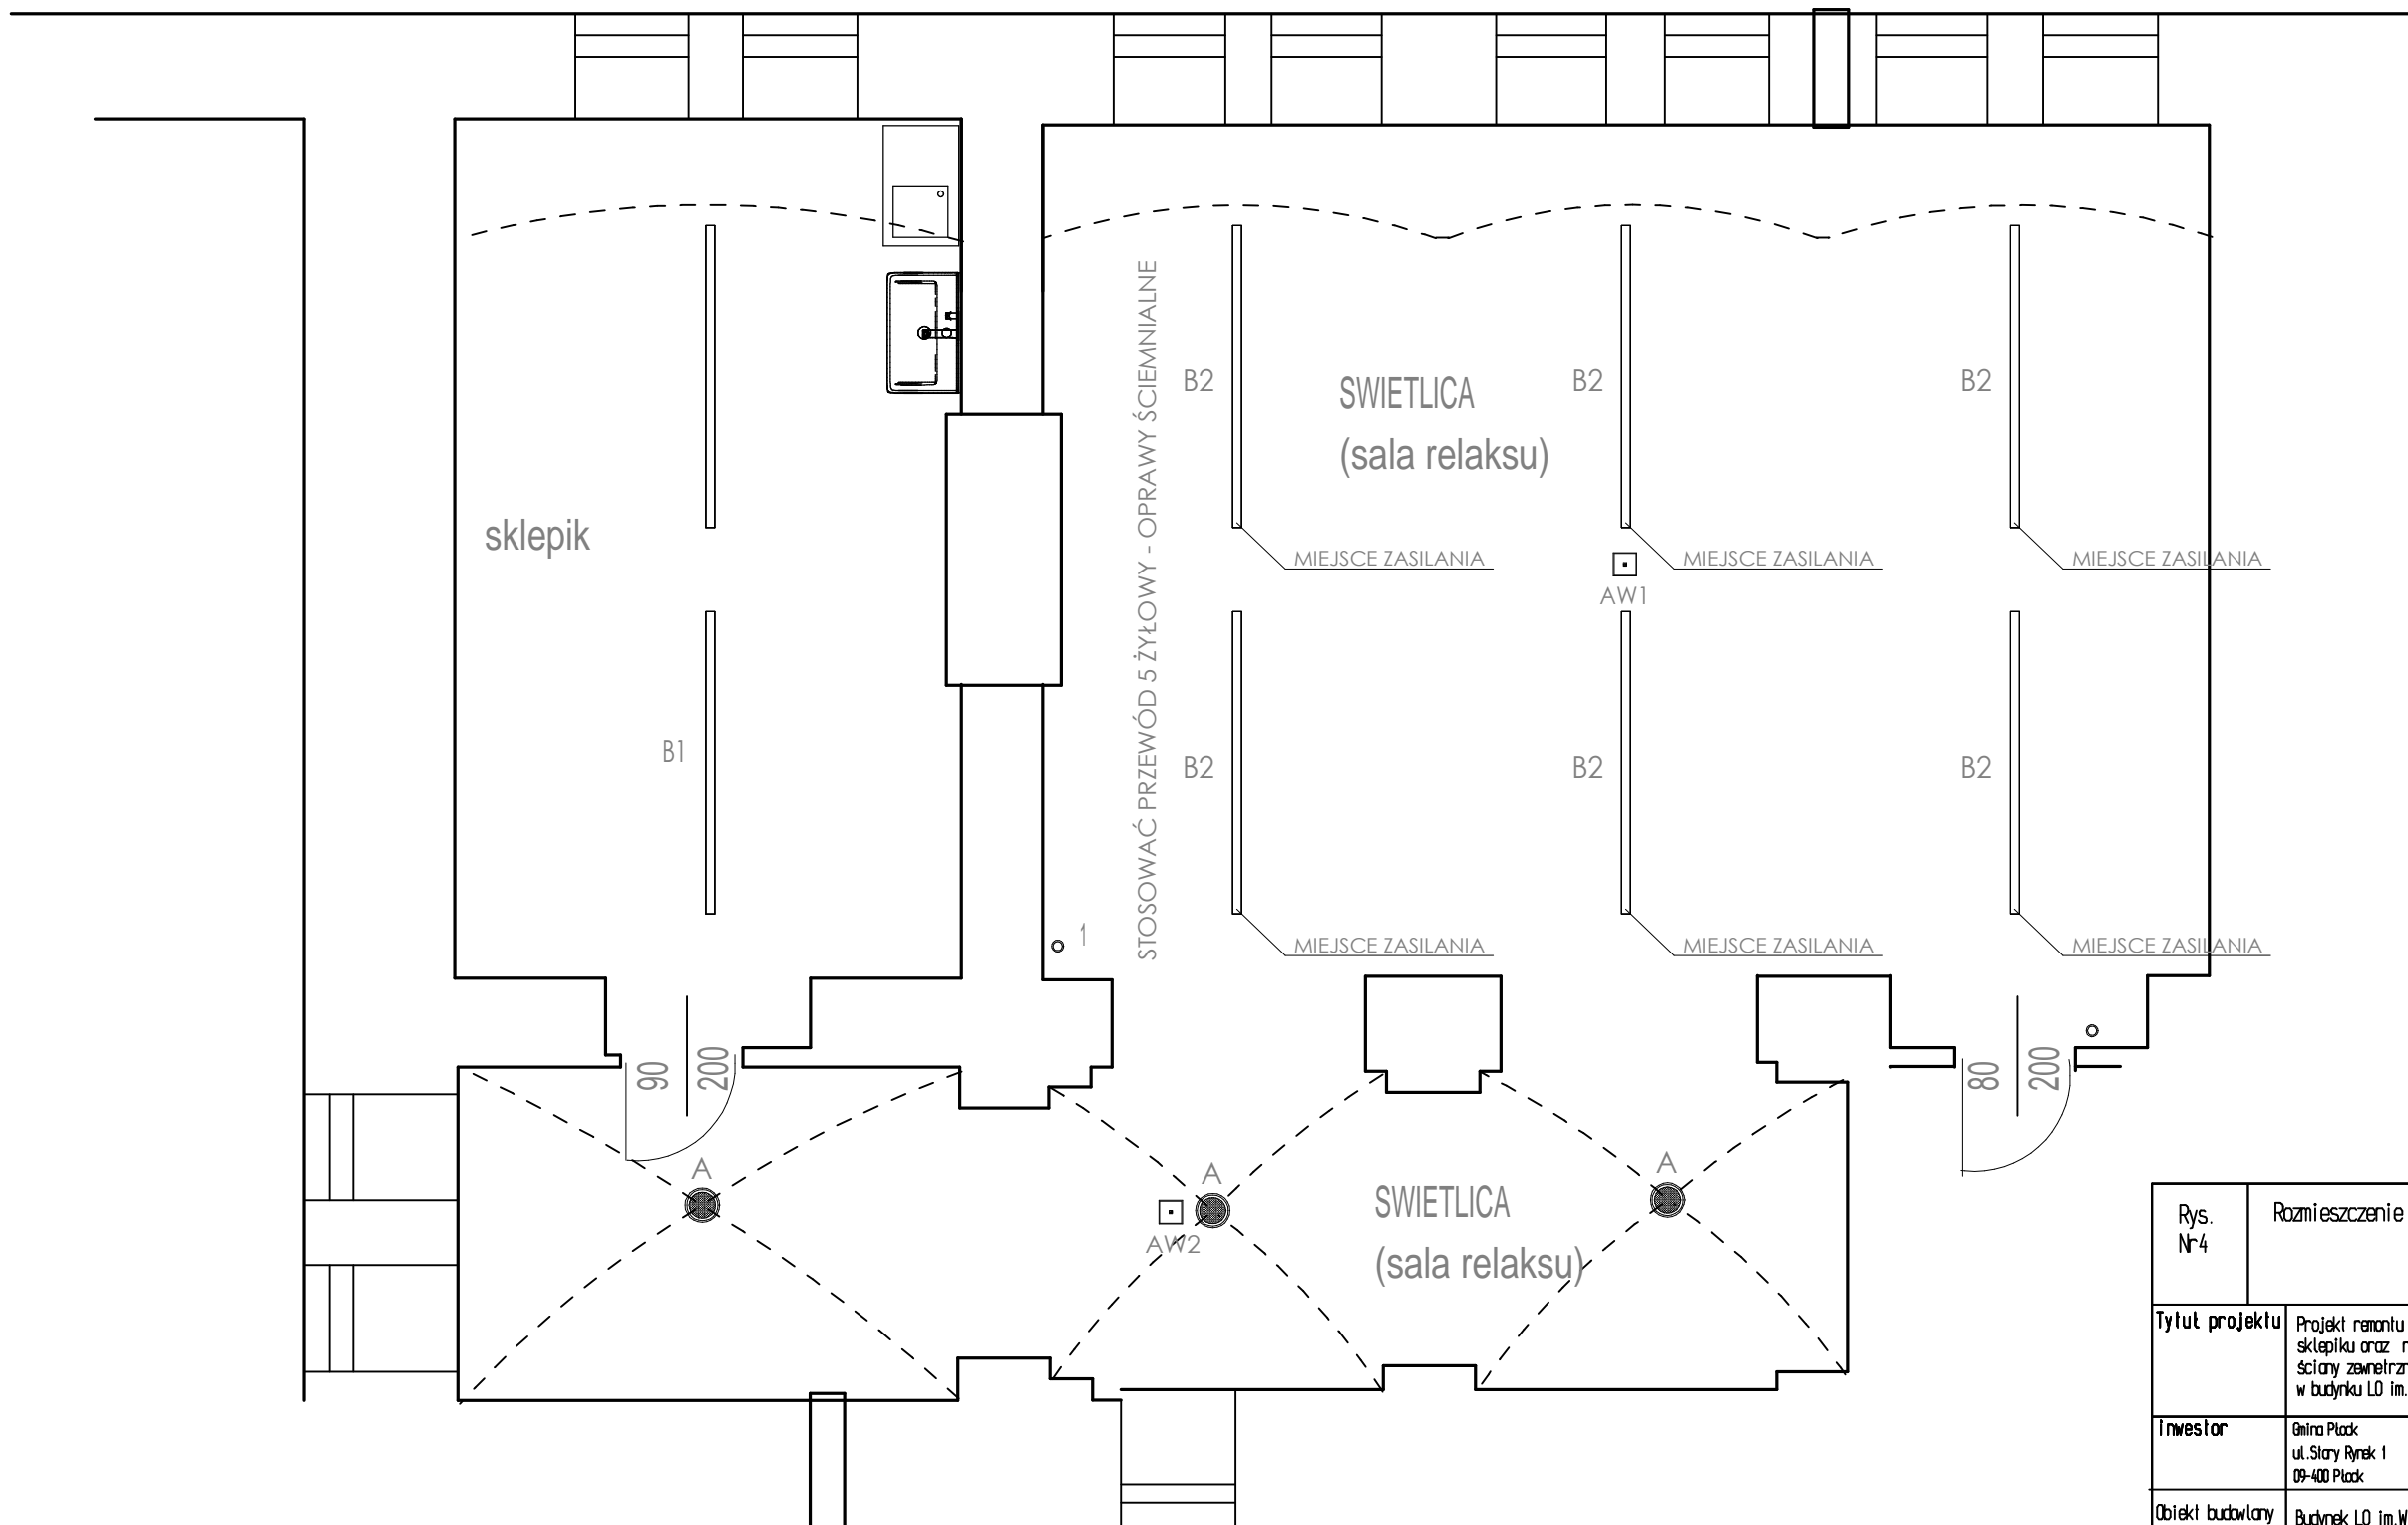 B2
SWIETLICA
(sala relaksu)
B2
B2
STOSOWAĆ PRZEWÓD 5 ŻYŁOWY - OPRAWY ŚCIEMNIALNE
sklepik
MIEJSCE ZASILANIA
MIEJSCE ZASILANIA
MIEJSCE ZASILANIA
AW1
B1
B2
B2
B2
1
MIEJSCE ZASILANIA
MIEJSCE ZASILANIA
MIEJSCE ZASILANIA
90
200
80
200
A
A
A
SWIETLICA
(sala relaksu)
AW2
Rys.
Nr4
Rozmieszczenie
Tytuł projektu
Projekt remontu
sklepiku oraz
ściany
w budynku LO im.
inwestor
Gmina Płock
ul.Stary Rynek 1
09-400 Płock
Obiekt budowlany
Budynek LO im.W